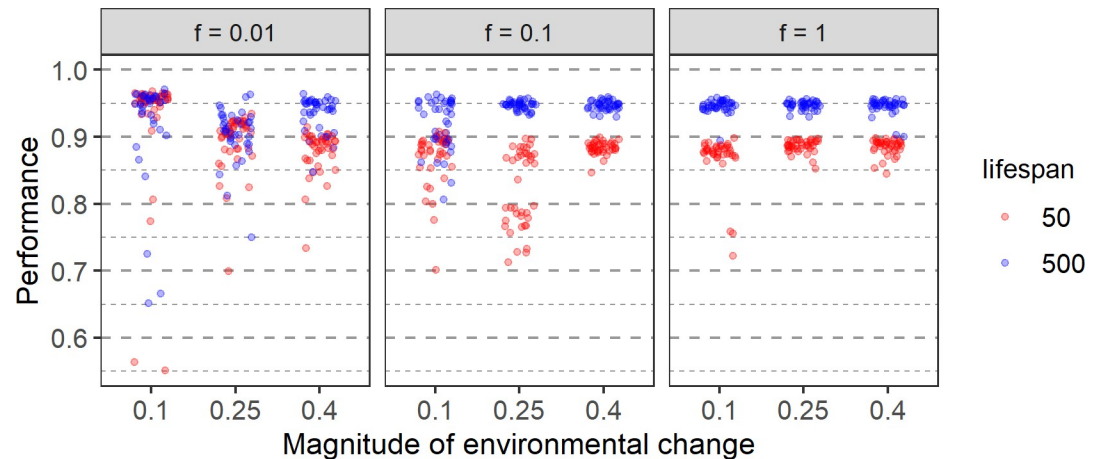 f = 0.01
f = 0.1
f = 1
Performance
1.0
0.9
0.8
0.7
0.6
0.1 0.25 0.4
0.1 0.25 0.4
0.1 0.25 0.4
Magnitude of environmental change
lifespan
50
500